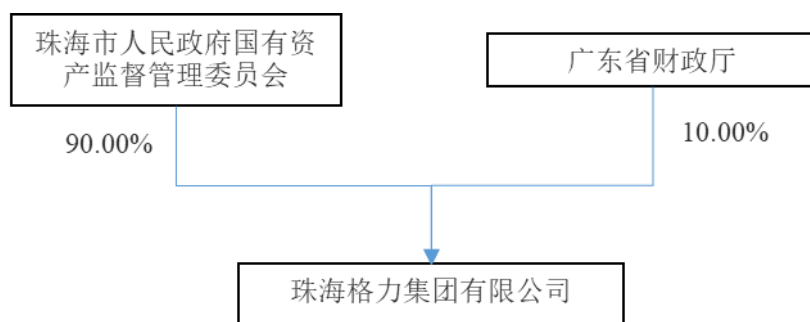 珠海市人民政府国有资
产监督管理委员会
广东省财政厅
90.00%
10.00%
珠海格力集团有限公司